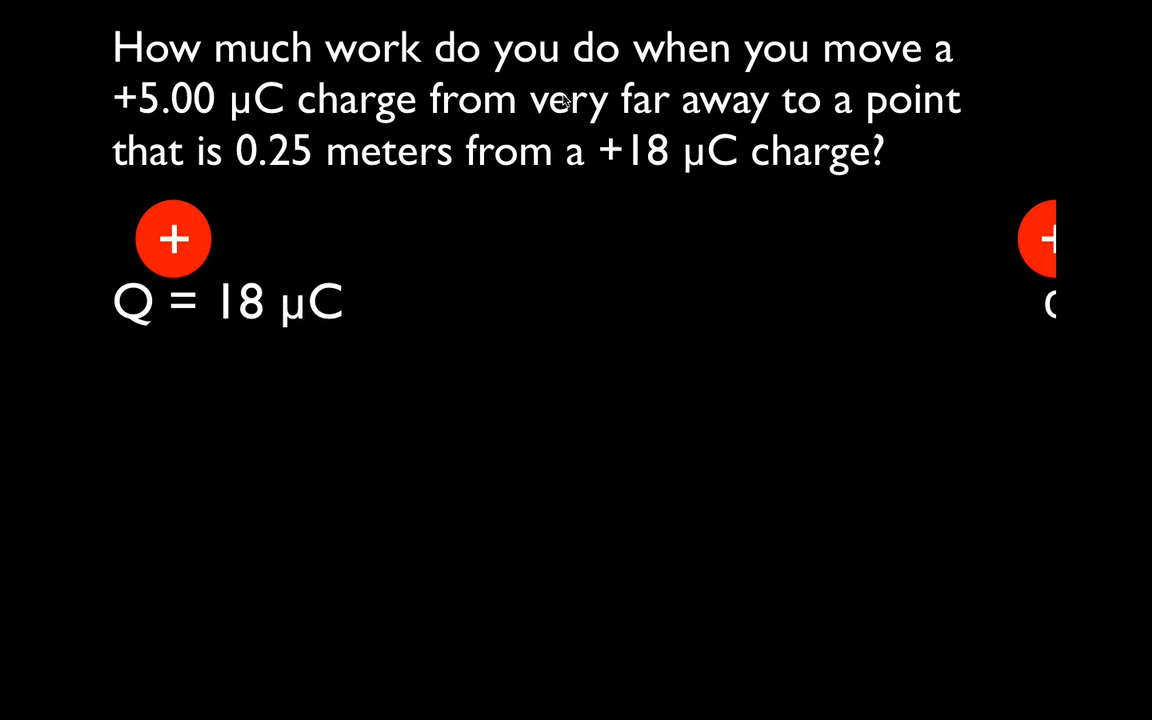 How much work do you do when you move a
+5.00 µC charge from very far away to a point
that is 0.25 meters from a +18 µC charge?
+ +
Q = 18 µC